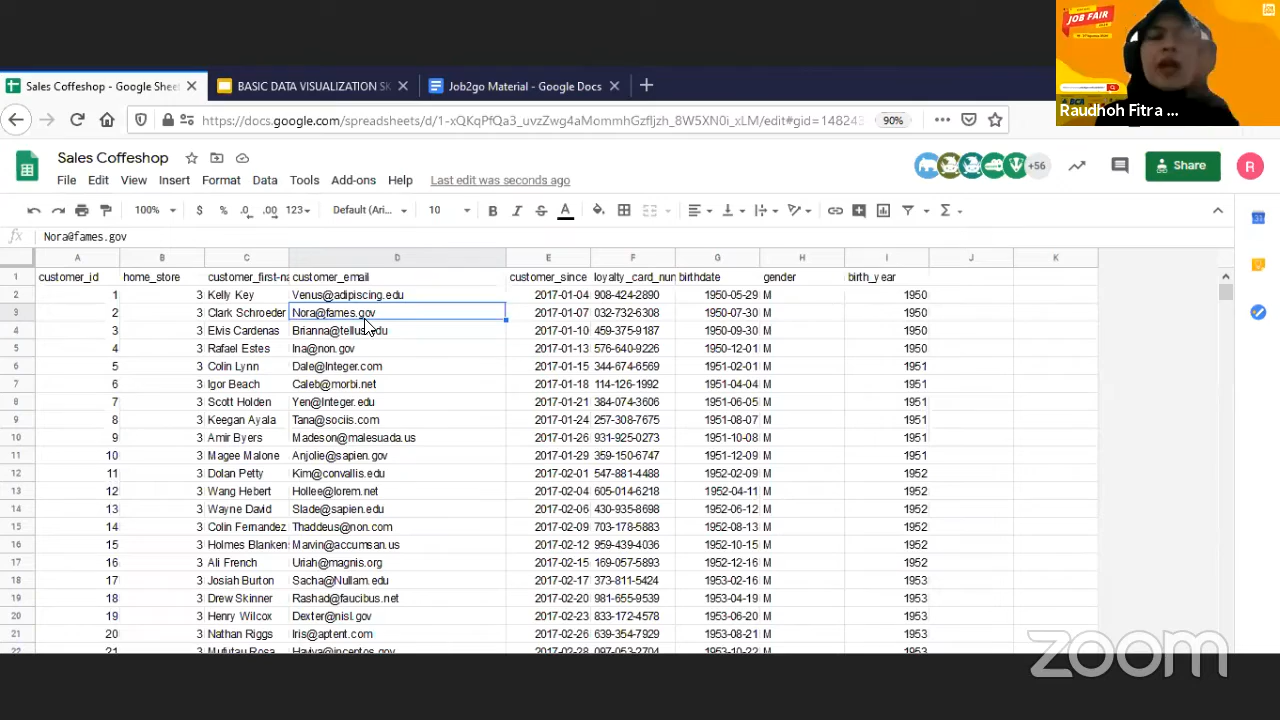 JOB FAIR
Raudhoh Fitra ...
Sales Coffeshop - Google Sheet
BASIC DATA VISUALIZATION SK
Job2go Material - Google Docs
90%
Sales Coffeshop
+56
Share
R
File Edit View Insert Format Data Tools Add-ons Help Last edit was seconds ago
100% $ % .0 .00 123 Default (Ari... 10 B I S A Σ
31
fx Nora@fames.gov
A B C D E F G H I J K
1 customer_id home_store customer_first-na customer_email customer_since loyalty_card_num birthdate gender birth_year
2 1 3 Kelly Key Venus@adipiscing.edu 2017-01-04 908-424-2890 1950-05-29 M 1950
3 2 3 Clark Schroeder Nora@fames.gov 2017-01-07 032-732-6308 1950-07-30 M 1950
4 3 3 Elvis Cardenas Brianna@tellus.edu 2017-01-10 459-375-9187 1950-09-30 M 1950
5 4 3 Rafael Estes Ina@non.gov 2017-01-13 576-640-9226 1950-12-01 M 1950
6 5 3 Colin Lynn Dale@Integer.com 2017-01-15 344-674-6569 1951-02-01 M 1951
7 6 3 Igor Beach Caleb@morbi.net 2017-01-18 114-126-1992 1951-04-04 M 1951
8 7 3 Scott Holden Yen@Integer.edu 2017-01-21 384-074-3606 1951-06-05 M 1951
9 8 3 Keegan Ayala Tana@sociis.com 2017-01-24 257-308-7675 1951-08-07 M 1951
10 9 3 Amir Byers Madeson@malesuada.us 2017-01-26 931-925-0273 1951-10-08 M 1951
11 10 3 Magee Malone Anjolie@sapien.gov 2017-01-29 359-150-6747 1951-12-09 M 1951
12 11 3 Dolan Petty Kim@convallis.edu 2017-02-01 547-881-4488 1952-02-09 M 1952
13 12 3 Wang Hebert Hollee@lorem.net 2017-02-04 605-014-6218 1952-04-11 M 1952
14 13 3 Wayne David Slade@sapien.edu 2017-02-06 430-935-8698 1952-06-12 M 1952
15 14 3 Colin Fernandez Thaddeus@non.com 2017-02-09 703-178-5883 1952-08-13 M 1952
16 15 3 Holmes Blanken Marvin@accumsan.us 2017-02-12 959-439-4036 1952-10-15 M 1952
17 16 3 Ali French Uriah@magnis.org 2017-02-15 169-057-5893 1952-12-16 M 1952
18 17 3 Josiah Burton Sacha@Nullam.edu 2017-02-17 373-811-5424 1953-02-16 M 1953
19 18 3 Drew Skinner Rashad@faucibus.net 2017-02-20 981-655-9539 1953-04-19 M 1953
20 19 3 Henry Wilcox Dexter@nisl.gov 2017-02-23 833-172-4578 1953-06-20 M 1953
21 20 3 Nathan Riggs Iris@aptent.com 2017-02-26 639-354-7929 1953-08-21 M 1953
21 3 Mufutau Rosa Haviva@inceptos.gov 2017-02-28 097-053-2704 1953-10-22 M 1953
zoom